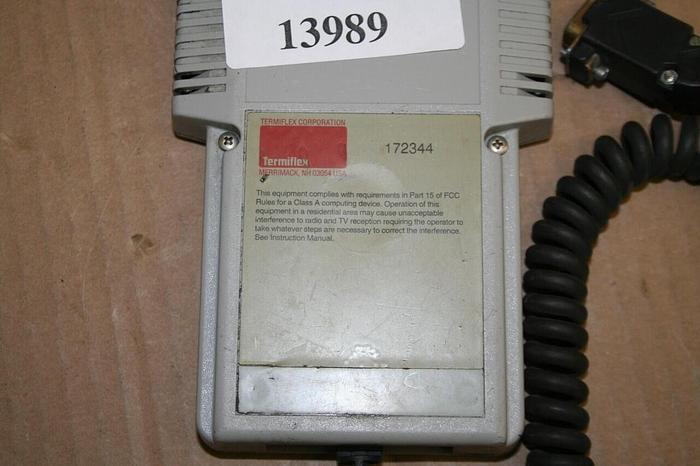 13989
TERMIFLEX CORPORATION
Termiflex
172344
MERRIMACK, NH 03054 USA
This equipment complies with requirements in Part 15 of FCC
Rules for a Class A computing device. Operation of this
equipment in a residential area may cause unacceptable
interference to radio and TV reception requiring the operator to
take whatever steps are necessary to correct the interference.
See Instruction Manual.